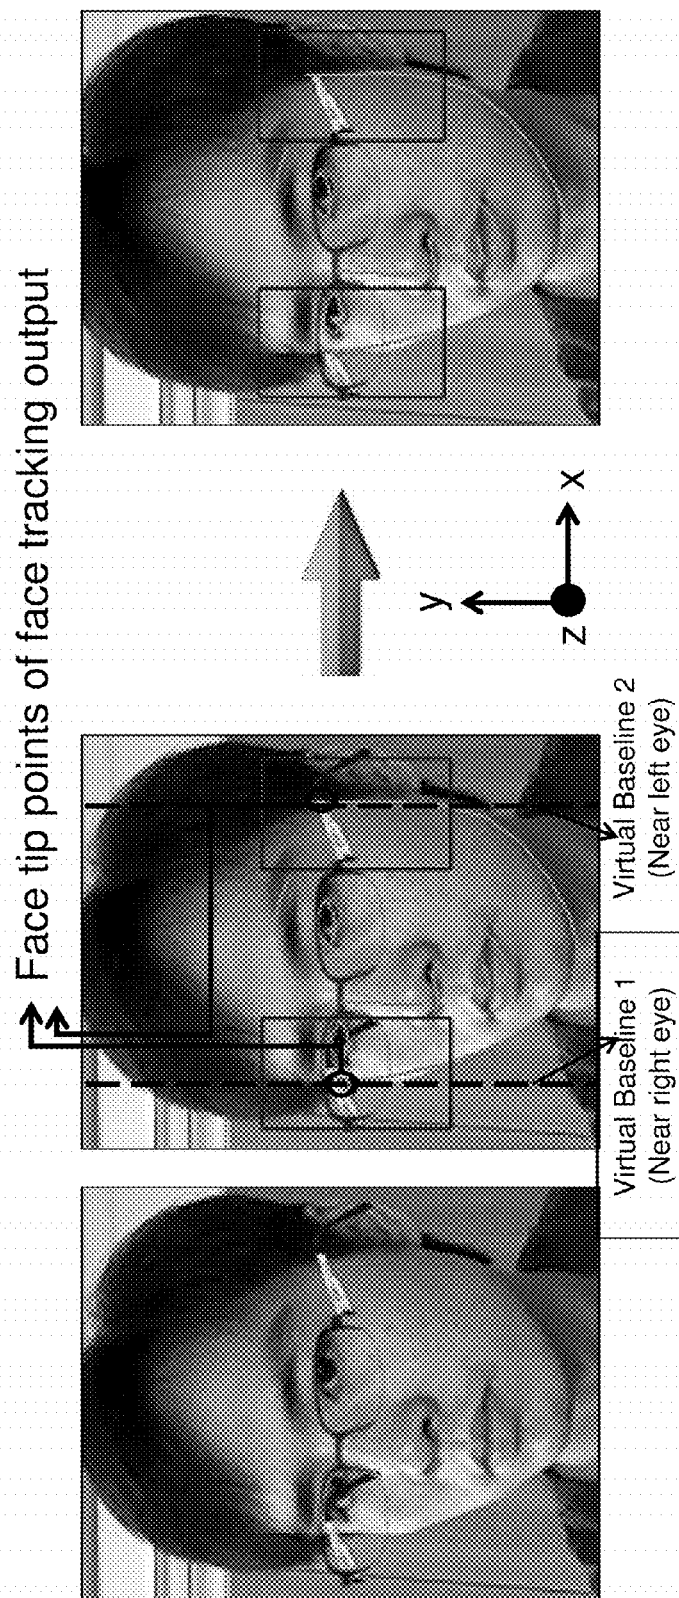 Face tip points of face tracking output
y
x
z
Virtual Baseline 1
(Near right eye)
Virtual Baseline 2
(Near left eye)